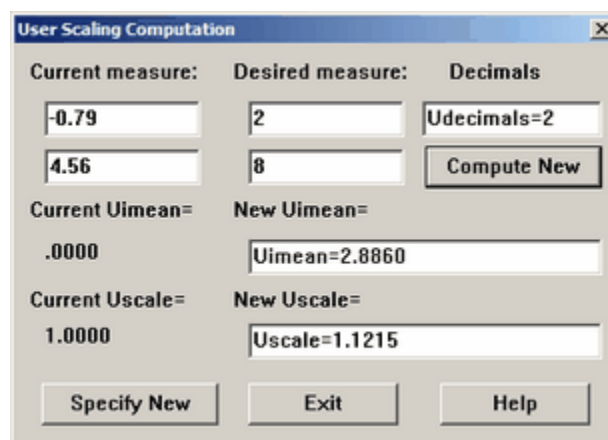 User Scaling Computation
Current measure: Desired measure: Decimals
-0.79 2 Udecimals=2
4.56 8 Compute New
Current Uimean= New Uimean=
.0000 Uimean=2.8860
Current Uscale= New Uscale=
1.0000 Uscale=1.1215
Specify New Exit Help